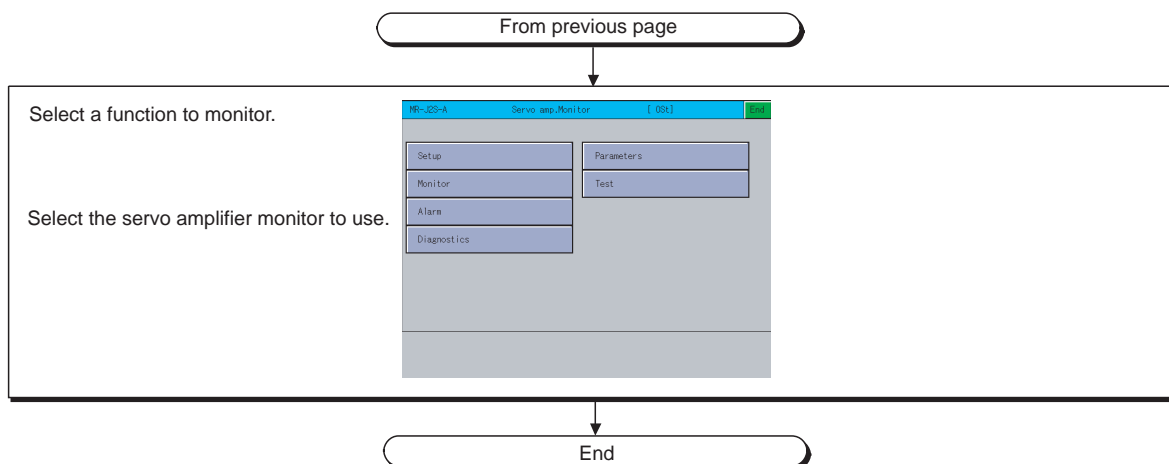 From previous page
Select a function to monitor.
MR-J2S-A Servo amp.Monitor [ 0St] End
Setup Parameters
Monitor Test
Select the servo amplifier monitor to use.
Alarm
Diagnostics
End